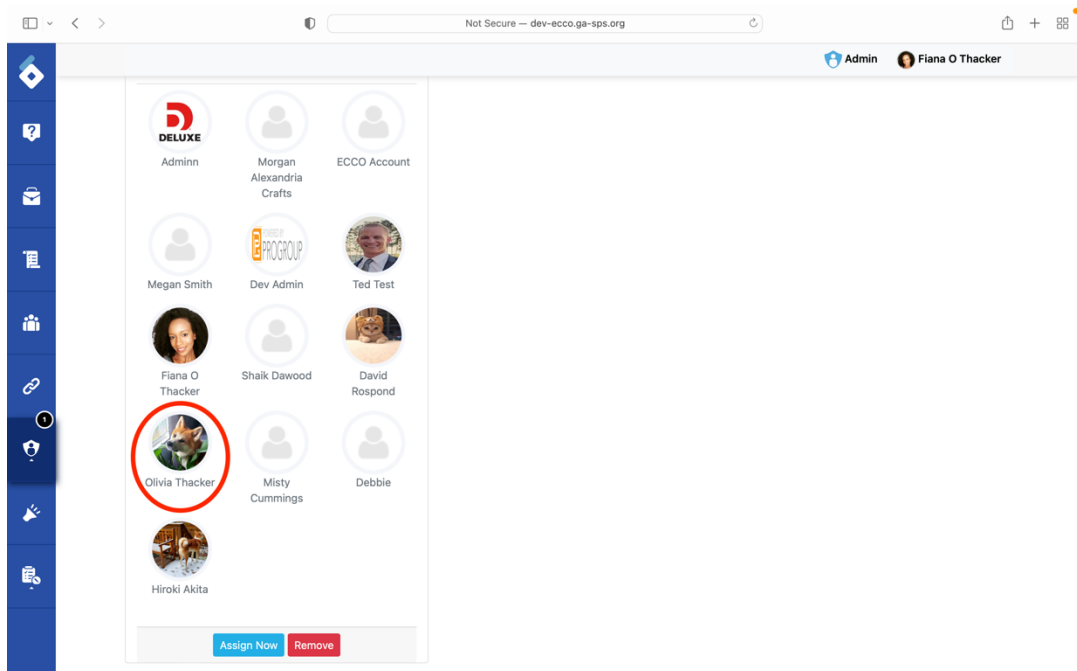 Not Secure — dev-ecco.ga-sps.org
Admin
Fiana O Thacker
DELUXE
Adminn
Morgan
Alexandria
Crafts
ECCO Account
POWERED BY
PROGROUP
Megan Smith
Dev Admin
Ted Test
Fiana O
Thacker
Shaik Dawood
David
Rospond
1
Olivia Thacker
Misty
Cummings
Debbie
Hiroki Akita
Assign Now
Remove